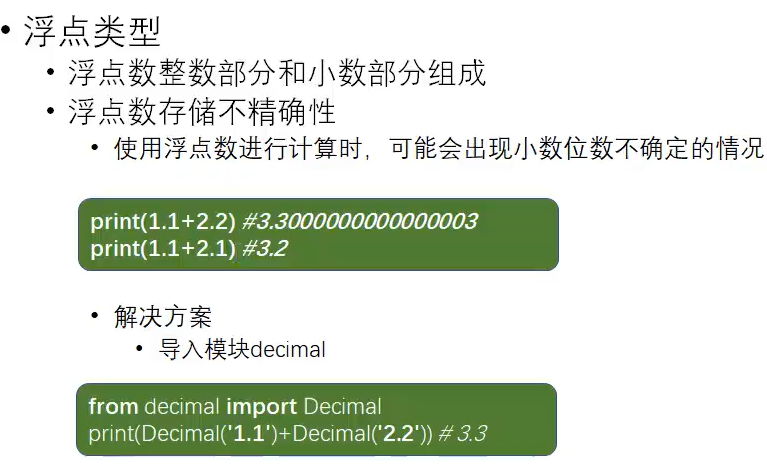 • 浮点类型
• 浮点数整数部分和小数部分组成
• 浮点数存储不精确性
• 使用浮点数进行计算时，可能会出现小数位数不确定的情况
print(1.1+2.2) #3.3000000000000003
print(1.1+2.1) #3.2
• 解决方案
• 导入模块decimal
from decimal import Decimal
print(Decimal('1.1')+Decimal('2.2')) # 3.3